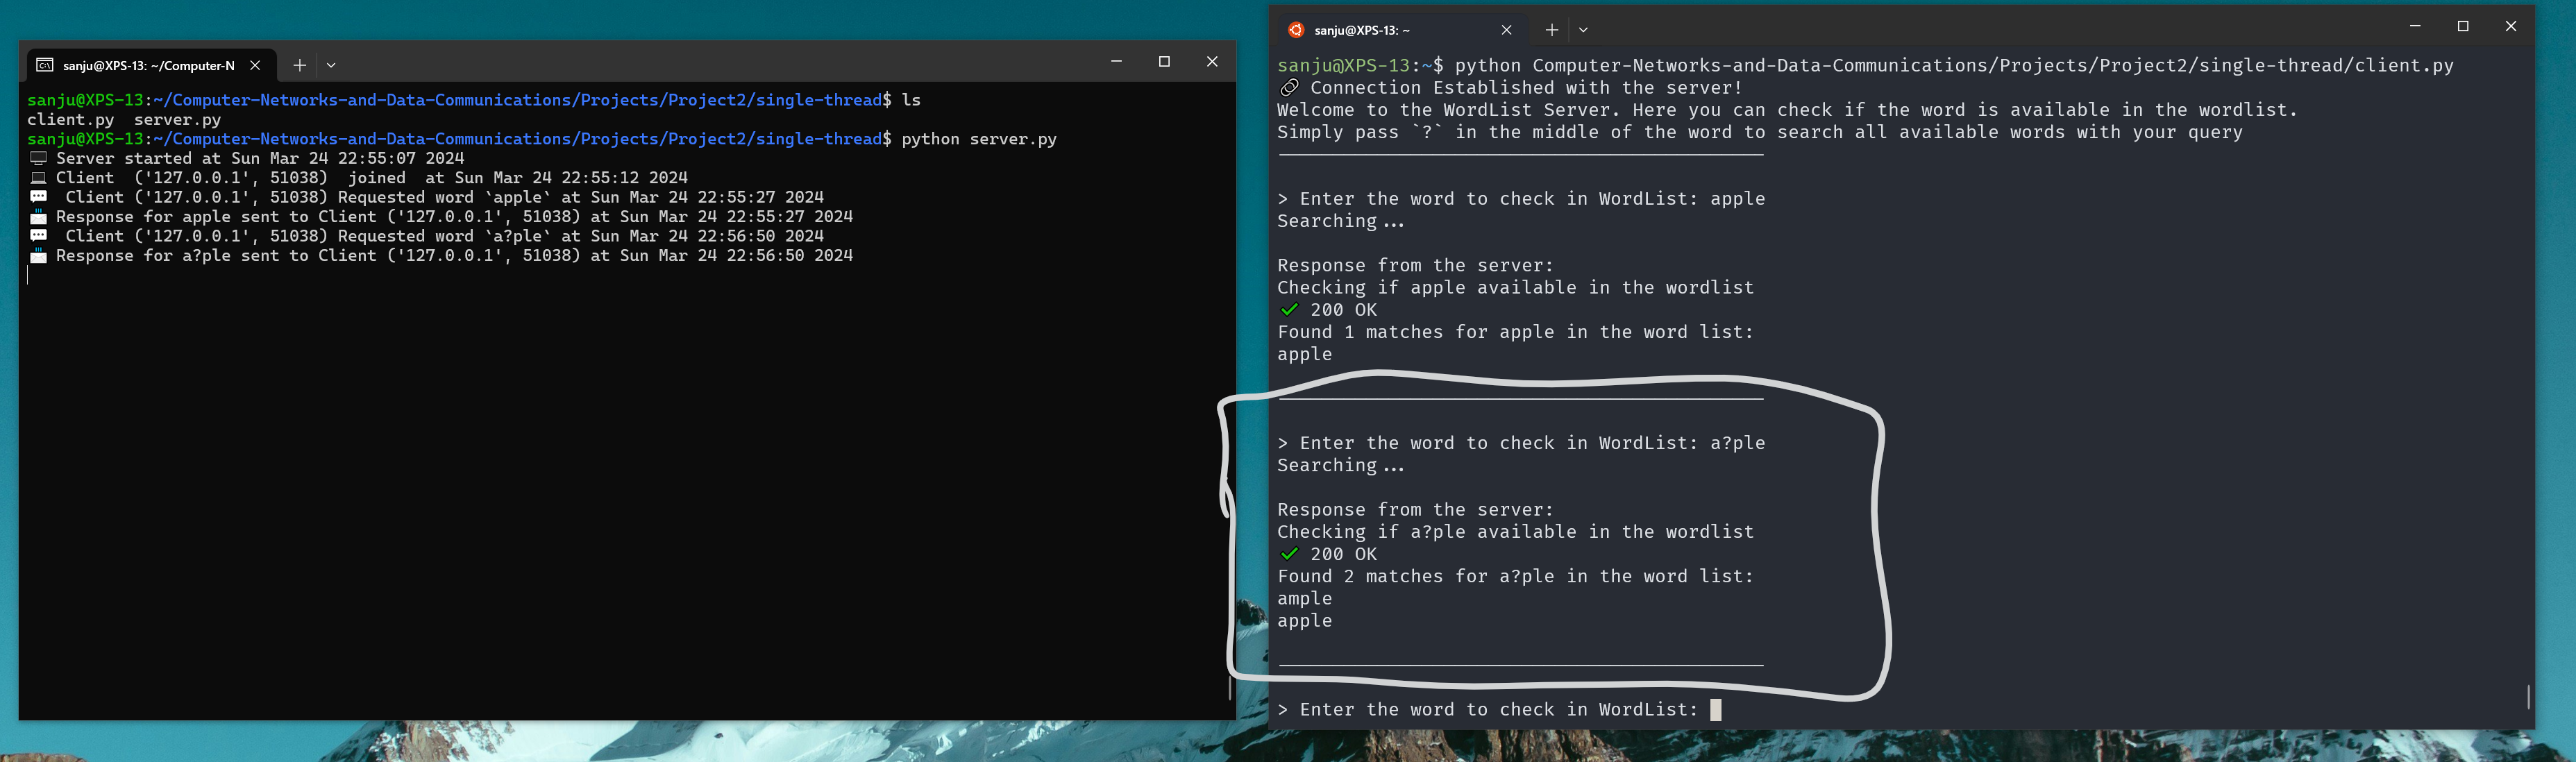 sanju@XPS-13: ~/Computer-N
sanju@XPS-13:~/Computer-Networks-and-Data-Communications/Projects/Project2/single-thread$ ls
client.py  server.py
sanju@XPS-13:~/Computer-Networks-and-Data-Communications/Projects/Project2/single-thread$ python server.py
Server started at Sun Mar 24 22:55:07 2024
Client  ('127.0.0.1', 51038)  joined  at Sun Mar 24 22:55:12 2024
Client ('127.0.0.1', 51038) Requested word `apple` at Sun Mar 24 22:55:27 2024
Response for apple sent to Client ('127.0.0.1', 51038) at Sun Mar 24 22:55:27 2024
Client ('127.0.0.1', 51038) Requested word `a?ple` at Sun Mar 24 22:56:50 2024
Response for a?ple sent to Client ('127.0.0.1', 51038) at Sun Mar 24 22:56:50 2024
sanju@XPS-13: ~
sanju@XPS-13:~$ python Computer-Networks-and-Data-Communications/Projects/Project2/single-thread/client.py
Connection Established with the server!
Welcome to the WordList Server. Here you can check if the word is available in the wordlist.
Simply pass `?` in the middle of the word to search all available words with your query
> Enter the word to check in WordList: apple
Searching...
Response from the server:
Checking if apple available in the wordlist
✔ 200 OK
Found 1 matches for apple in the word list:
apple
> Enter the word to check in WordList: a?ple
Searching...
Response from the server:
Checking if a?ple available in the wordlist
✔ 200 OK
Found 2 matches for a?ple in the word list:
ample
apple
> Enter the word to check in WordList: